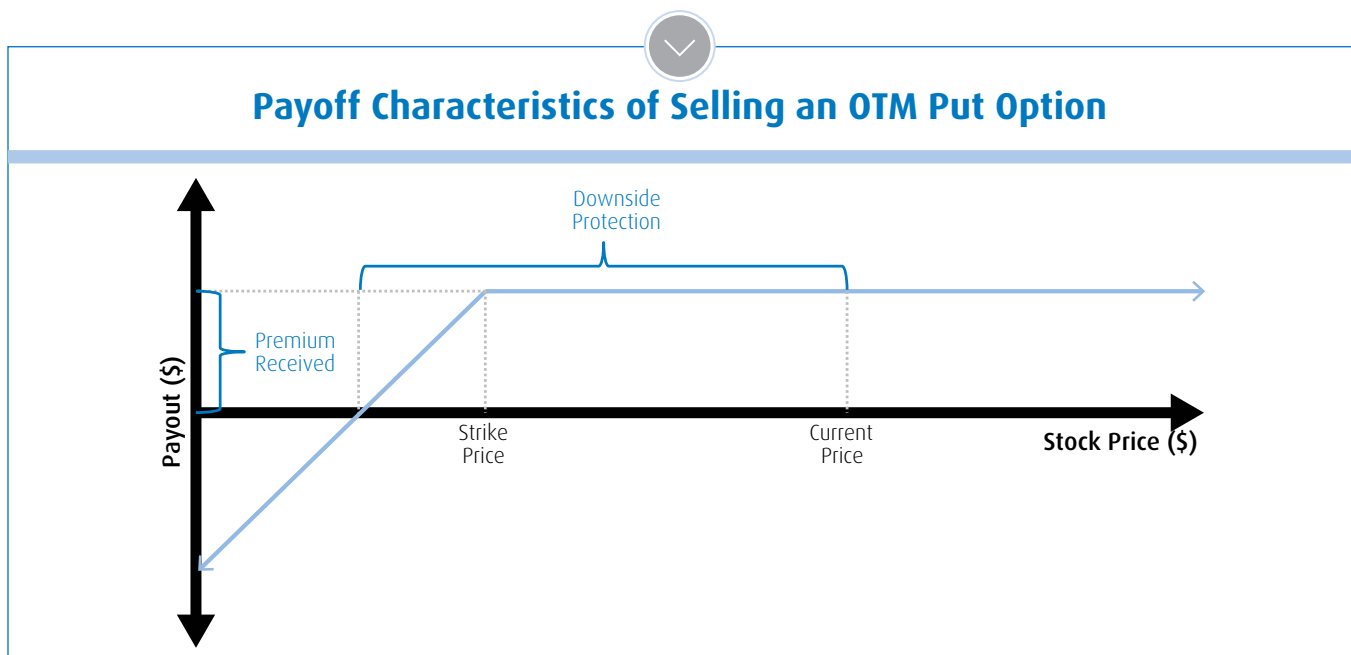 Payoff Characteristics of Selling an OTM Put Option
Downside
Protection
Premium
Received
Payout ($)
Strike
Price
Current
Price
Stock Price ($)